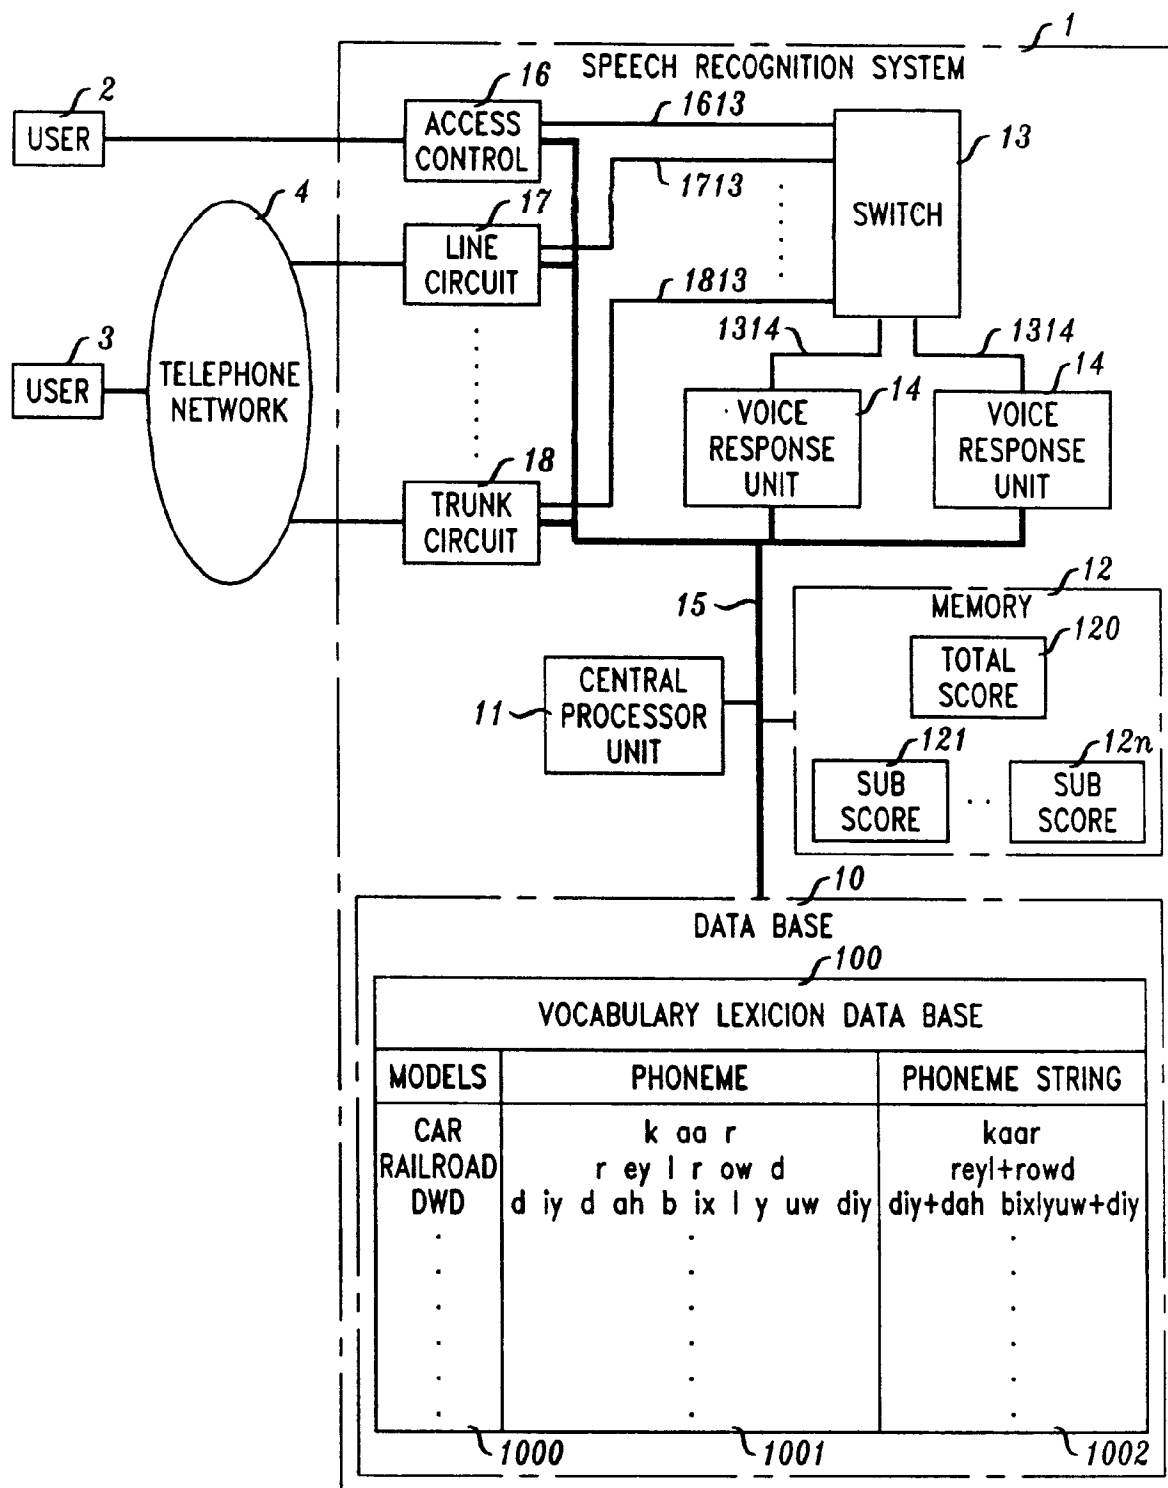 1
SPEECH RECOGNITION SYSTEM
2
USER
16
ACCESS
CONTROL
1613
13
SWITCH
1713
4
17
LINE
CIRCUIT
1813
3
USER
TELEPHONE
NETWORK
1314
1314
14
VOICE
RESPONSE
UNIT
14
VOICE
RESPONSE
UNIT
18
TRUNK
CIRCUIT
15
12
MEMORY
120
TOTAL
SCORE
11
CENTRAL
PROCESSOR
UNIT
121
SUB
SCORE
12n
SUB
SCORE
10
DATA BASE
100
VOCABULARY LEXICION DATA BASE
MODELS PHONEME PHONEME STRING
CAR k aa r kaar
RAILROAD r ey l r ow d reyl+rowd
DWD d iy d ah b ix l y uw diy diy+dah bixlyuw+diy
1000 1001 1002